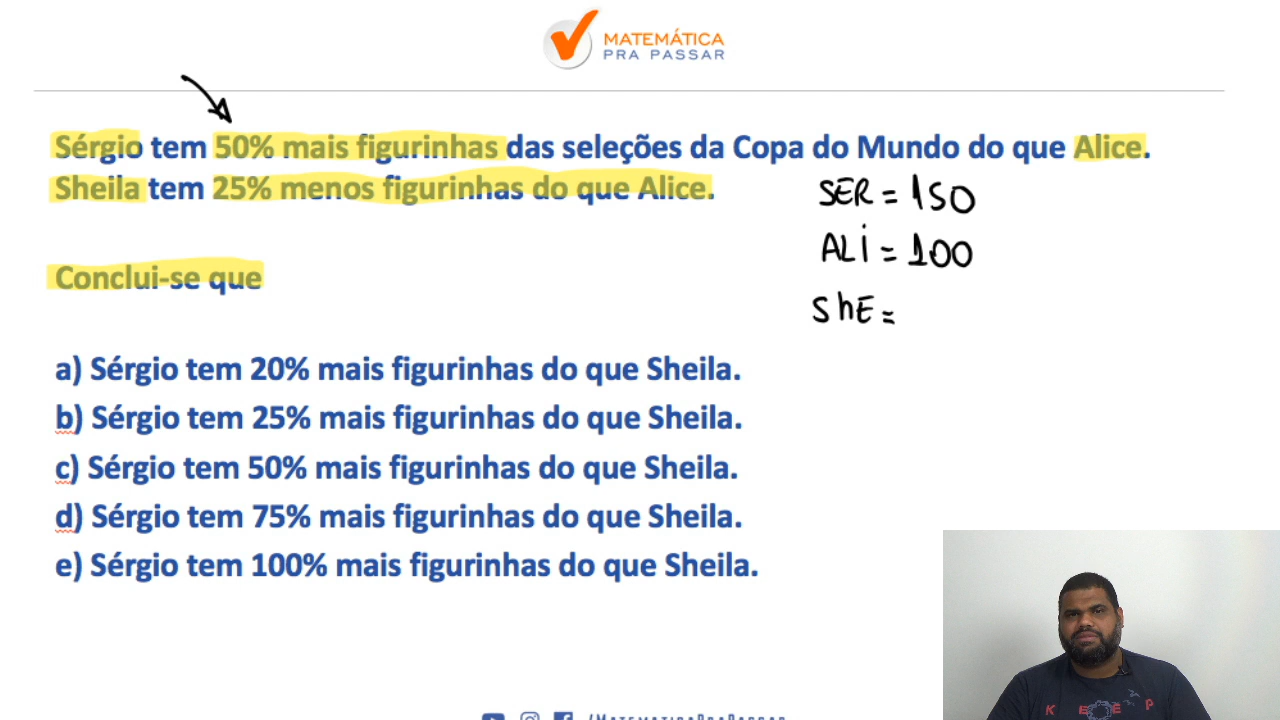 MATEMÁTICA
PRA PASSAR
Sérgio tem 50% mais figurinhas das seleções da Copa do Mundo do que Alice.
Sheila tem 25% menos figurinhas do que Alice.
SER = 150
ALI = 100
ShE =
Conclui-se que
a) Sérgio tem 20% mais figurinhas do que Sheila.
b) Sérgio tem 25% mais figurinhas do que Sheila.
c) Sérgio tem 50% mais figurinhas do que Sheila.
d) Sérgio tem 75% mais figurinhas do que Sheila.
e) Sérgio tem 100% mais figurinhas do que Sheila.
K E E P
/MATEMATICAPRAPASSAR